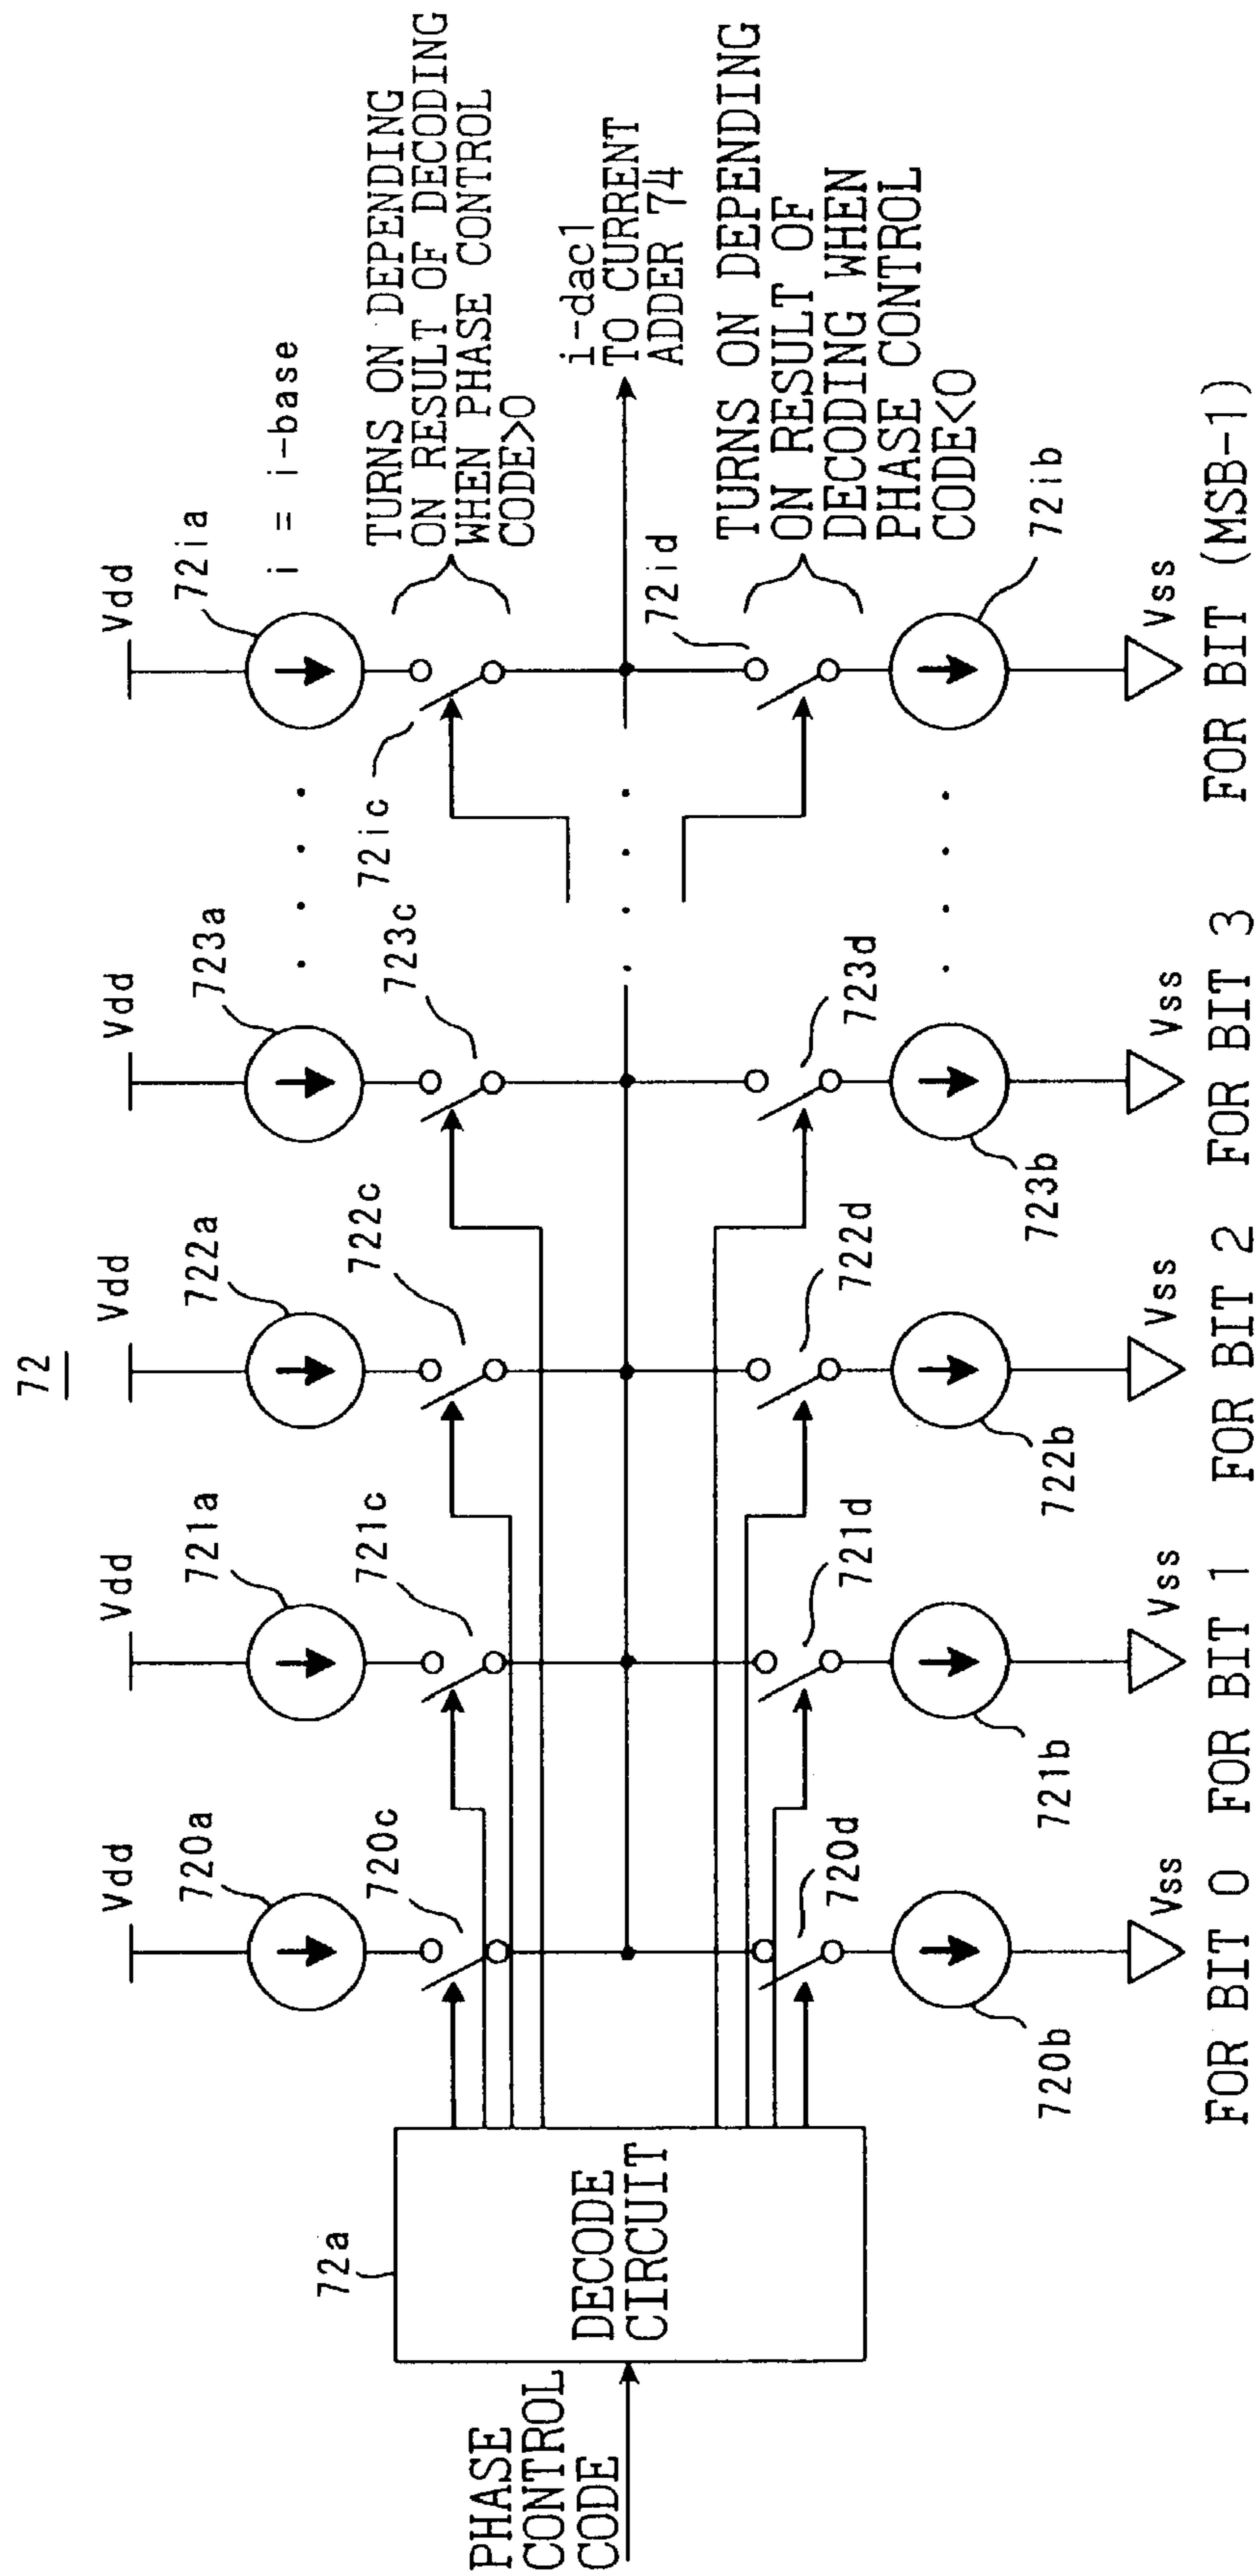 72
Vdd
Vdd
Vdd
Vdd
Vdd
720a
721a
722a
723a
72ia
i = i-base
720c
721c
722c
723c
72ic
TURNS ON DEPENDING
ON RESULT OF DECODING
WHEN PHASE CONTROL
CODE>0
72a
PHASE
CONTROL
CODE
DECODE
CIRCUIT
i-dac1
TO CURRENT
ADDER 74
720d
721d
722d
723d
72id
TURNS ON DEPENDING
ON RESULT OF
DECODING WHEN
PHASE CONTROL
CODE<0
720b
721b
722b
723b
72ib
Vss
Vss
Vss
Vss
Vss
FOR BIT 0
FOR BIT 1
FOR BIT 2
FOR BIT 3
FOR BIT (MSB-1)